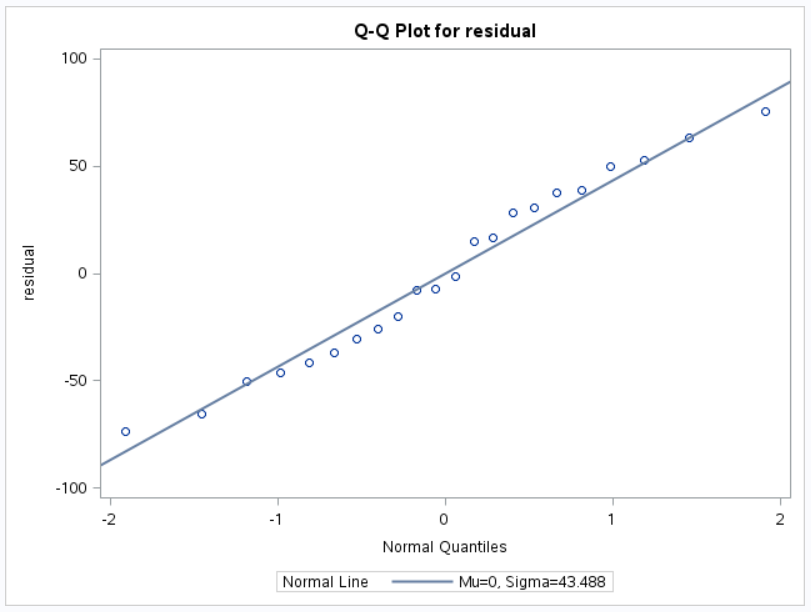 Q-Q Plot for residual
100
50
0
-50
-100
residual
-2
-1
0
1
2
Normal Quantiles
Normal Line Mu=0, Sigma=43.488